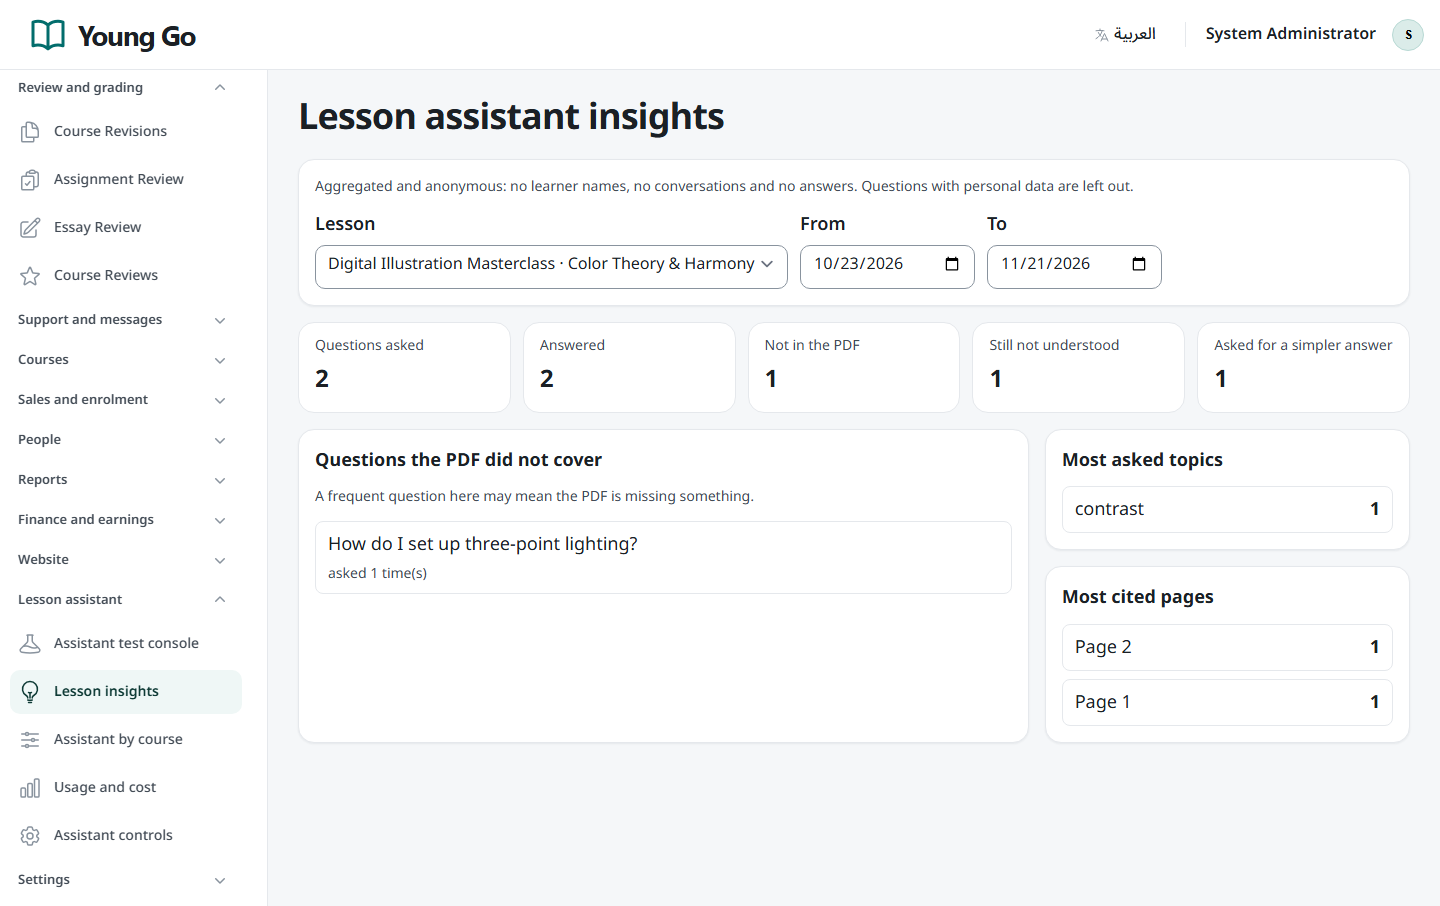 Young Go
العربية
System Administrator
S
Review and grading
Course Revisions
Assignment Review
Essay Review
Course Reviews
Support and messages
Courses
Sales and enrolment
People
Reports
Finance and earnings
Website
Lesson assistant
Assistant test console
Lesson insights
Assistant by course
Usage and cost
Assistant controls
Settings
Lesson assistant insights
Aggregated and anonymous: no learner names, no conversations and no answers. Questions with personal data are left out.
Lesson
Digital Illustration Masterclass · Color Theory & Harmony
From
10/23/2026
To
11/21/2026
Questions asked
2
Answered
2
Not in the PDF
1
Still not understood
1
Asked for a simpler answer
1
Questions the PDF did not cover
A frequent question here may mean the PDF is missing something.
How do I set up three-point lighting?
asked 1 time(s)
Most asked topics
contrast 1
Most cited pages
Page 2 1
Page 1 1